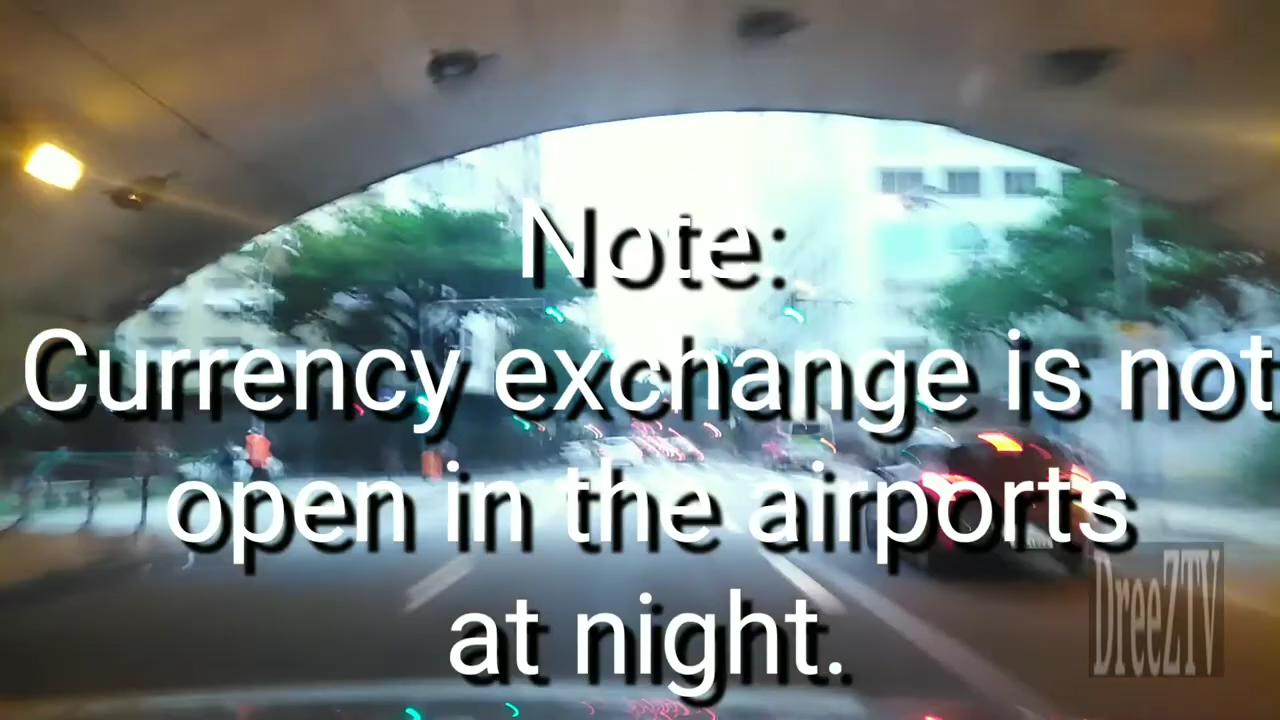 Note:
Currency exchange is not
open in the airports
at night.
DreeZTV